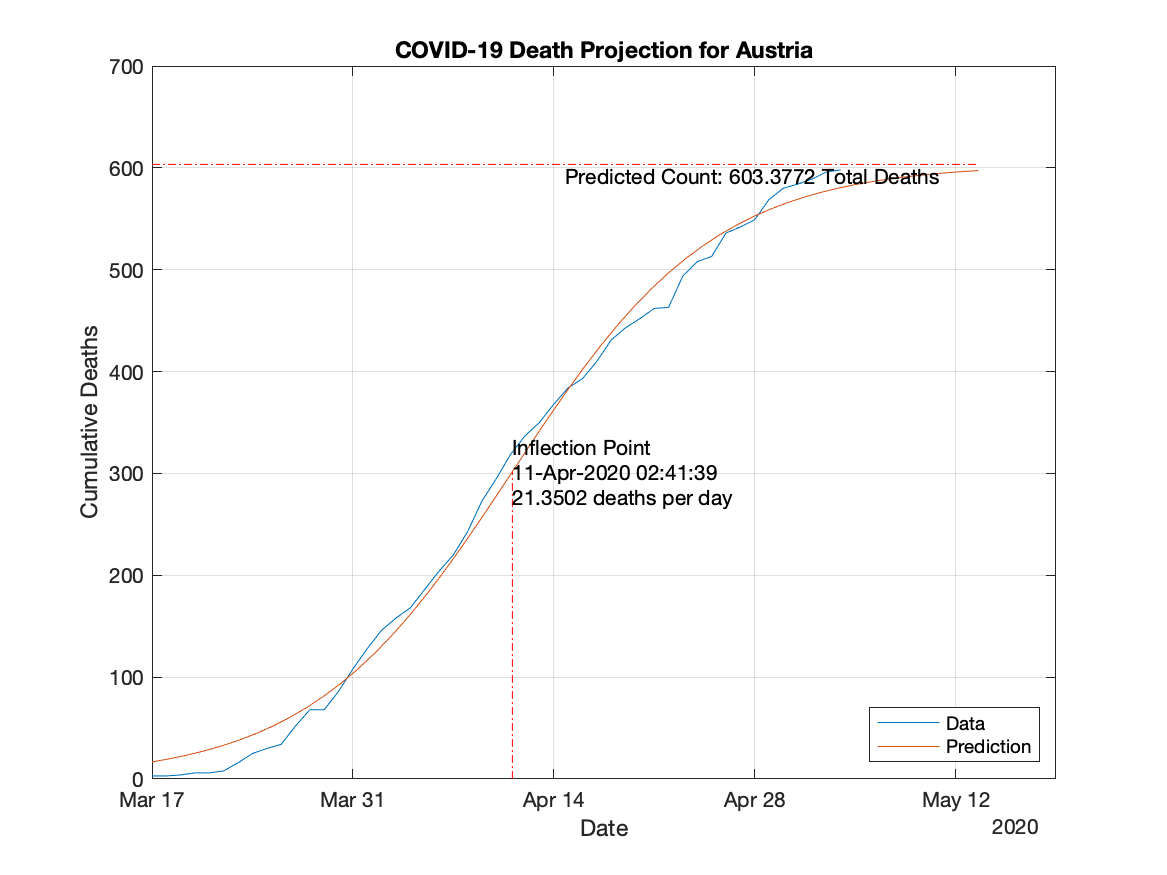 COVID-19 Death Projection for Austria
700
600
500
400
300
200
100
0
Cumulative Deaths
Predicted Count: 603.3772 Total Deaths
Inflection Point
11-Apr-2020 02:41:39
21.3502 deaths per day
Data
Prediction
Mar 17
Mar 31
Apr 14
Apr 28
May 12
Date
2020